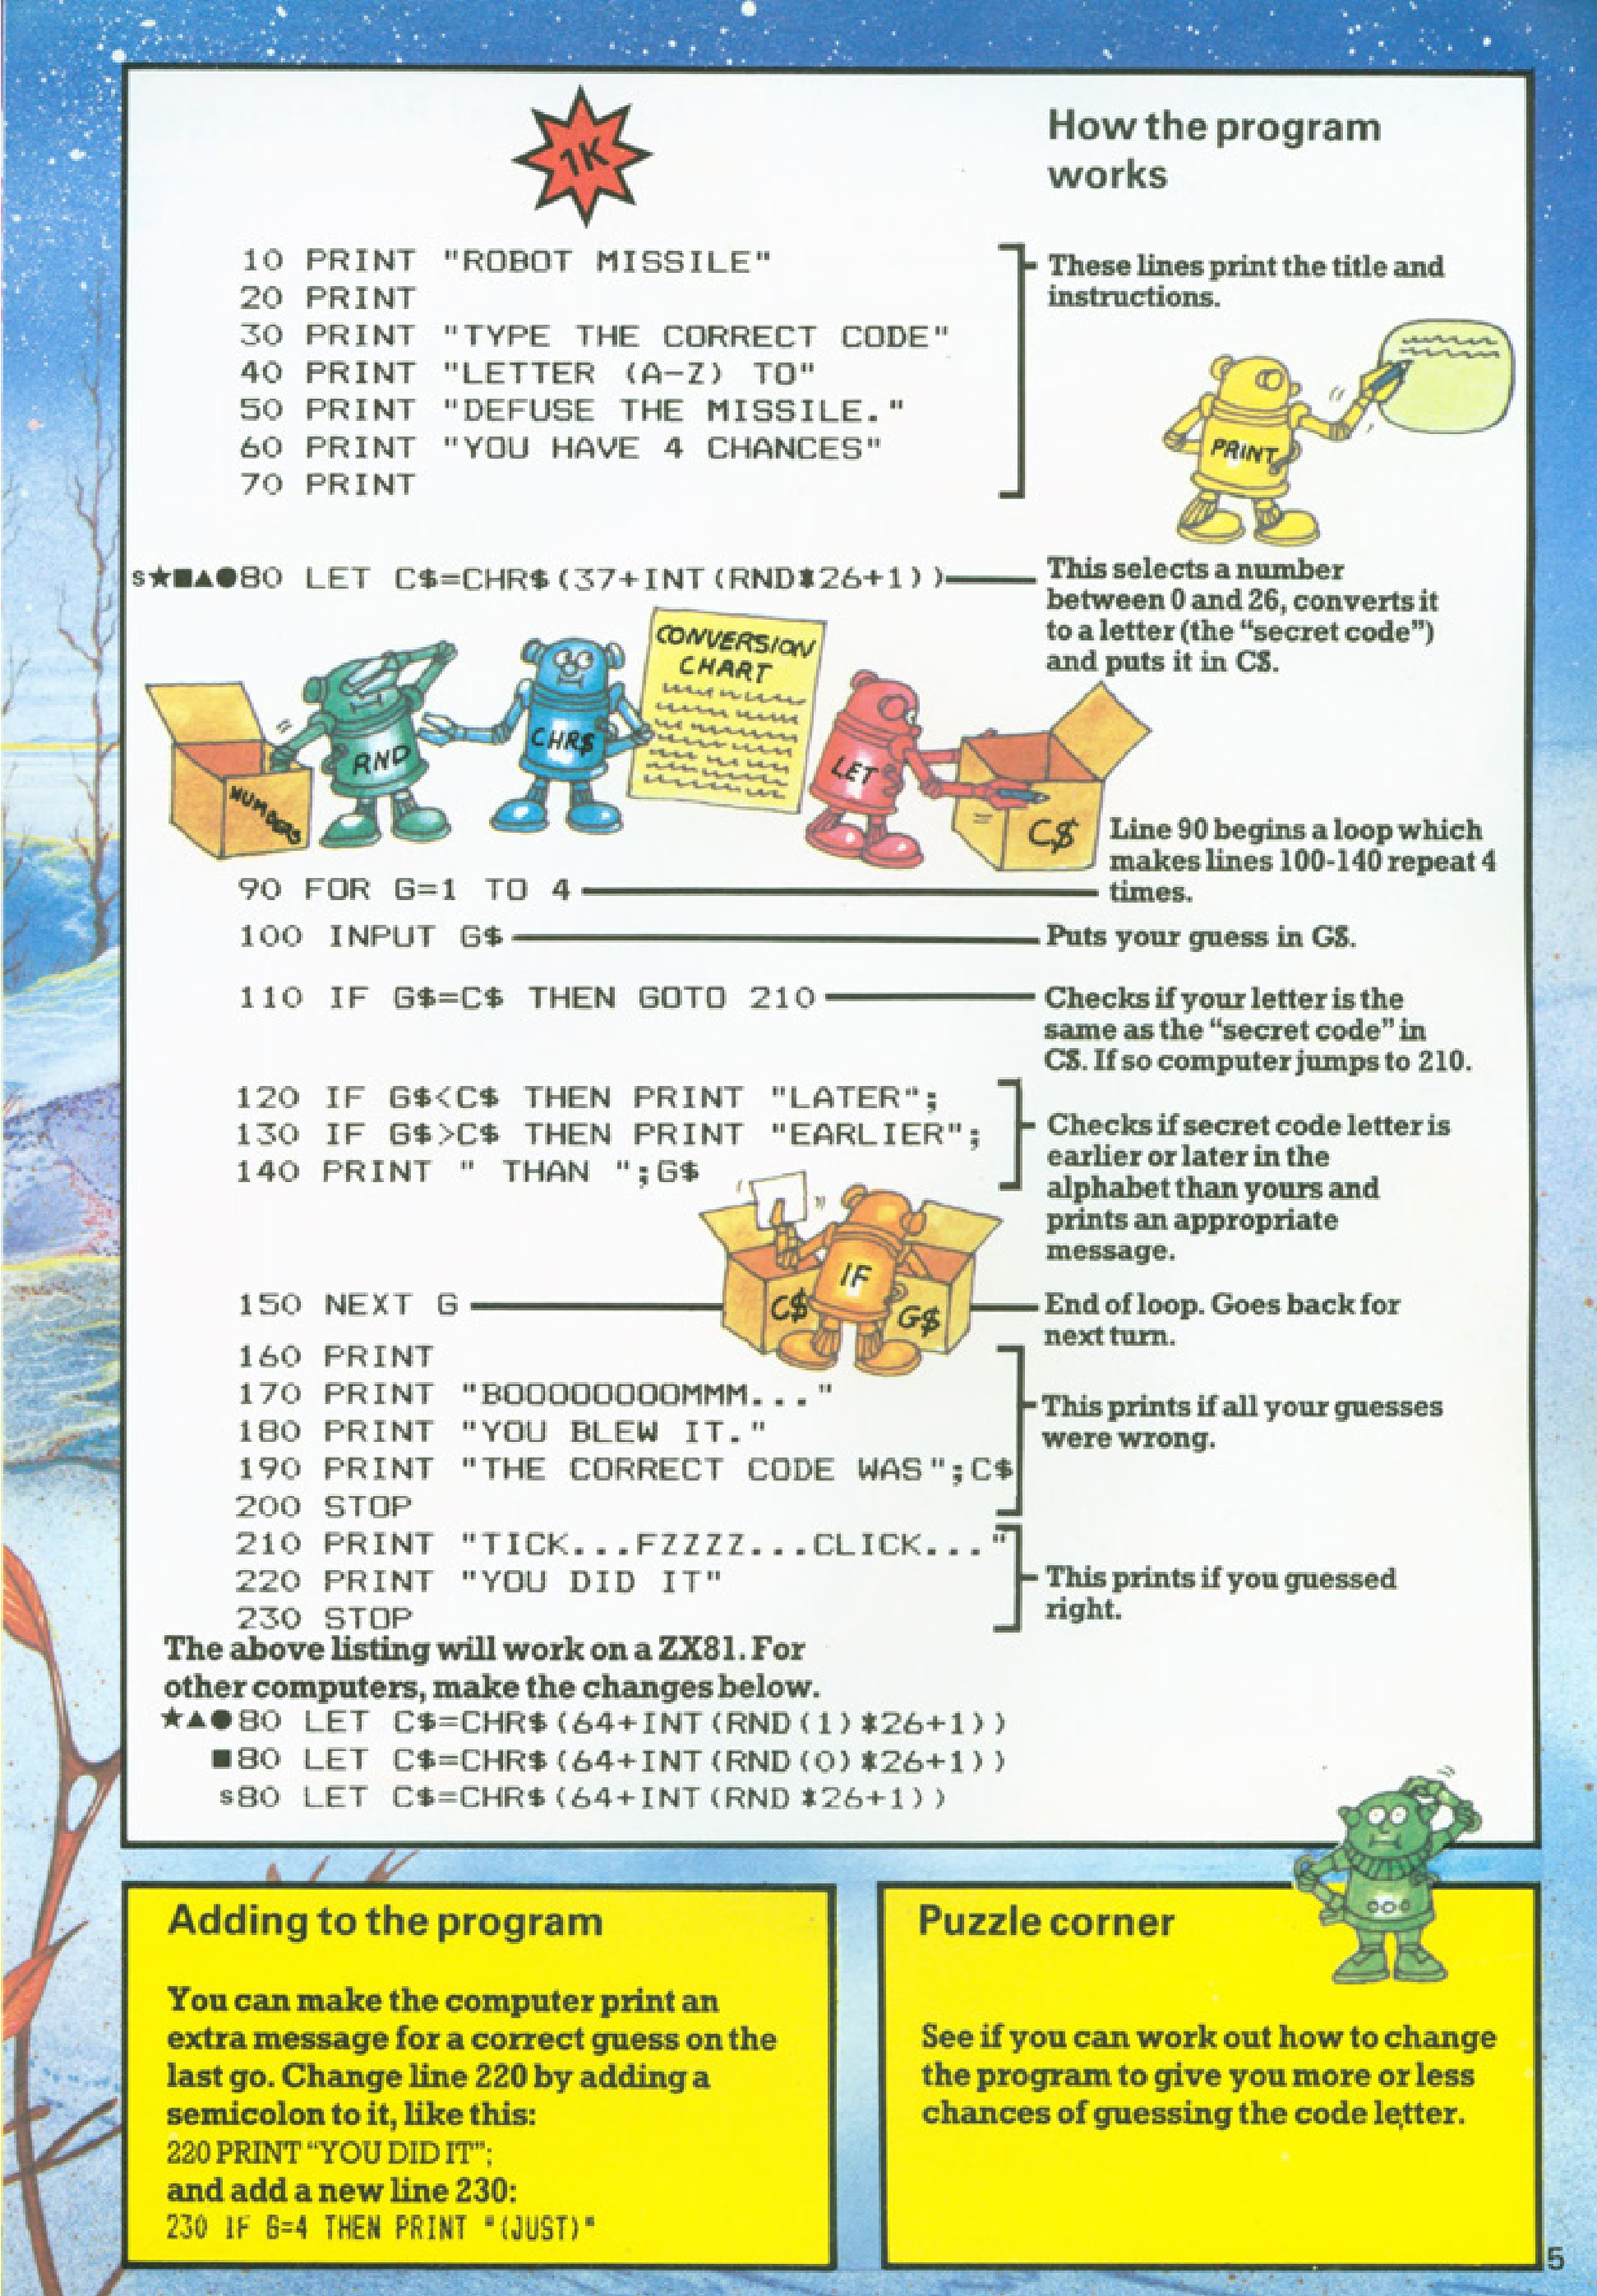 1K
How the program
works
10 PRINT "ROBOT MISSILE"
20 PRINT
30 PRINT "TYPE THE CORRECT CODE"
40 PRINT "LETTER (A-Z) TO"
50 PRINT "DEFUSE THE MISSILE."
60 PRINT "YOU HAVE 4 CHANCES"
70 PRINT
These lines print the title and
instructions.
PRINT
s★■▲●80 LET C$=CHR$(37+INT(RND*26+1))
This selects a number
between 0 and 26, converts it
to a letter (the "secret code")
and puts it in C$.
NUMBERS
RND
CHR$
CONVERSION
CHART
LET
C$
Line 90 begins a loop which
makes lines 100-140 repeat 4
times.
90 FOR G=1 TO 4
100 INPUT G$
Puts your guess in G$.
110 IF G$=C$ THEN GOTO 210
Checks if your letter is the
same as the "secret code" in
C$. If so computer jumps to 210.
120 IF G$<C$ THEN PRINT "LATER";
130 IF G$>C$ THEN PRINT "EARLIER";
140 PRINT " THAN ";G$
Checks if secret code letter is
earlier or later in the
alphabet than yours and
prints an appropriate
message.
C$
IF
G$
150 NEXT G
End of loop. Goes back for
next turn.
160 PRINT
170 PRINT "BOOOOOOOOMMM..."
180 PRINT "YOU BLEW IT."
190 PRINT "THE CORRECT CODE WAS";C$
200 STOP
This prints if all your guesses
were wrong.
210 PRINT "TICK...FZZZZ...CLICK..."
220 PRINT "YOU DID IT"
230 STOP
This prints if you guessed
right.
The above listing will work on a ZX81. For
other computers, make the changes below.
★▲●80 LET C$=CHR$(64+INT(RND(1)*26+1))
■80 LET C$=CHR$(64+INT(RND(0)*26+1))
s80 LET C$=CHR$(64+INT(RND *26+1))
Adding to the program
You can make the computer print an
extra message for a correct guess on the
last go. Change line 220 by adding a
semicolon to it, like this:
220 PRINT "YOU DID IT";
and add a new line 230:
230 IF G=4 THEN PRINT "(JUST)"
Puzzle corner
See if you can work out how to change
the program to give you more or less
chances of guessing the code letter.
5